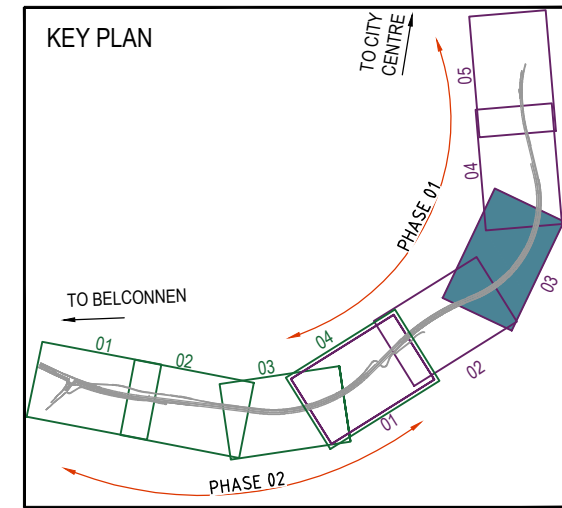 KEY PLAN
TO CITY
CENTRE
05
04
PHASE 01
03
02
TO BELCONNEN
01
02
03
04
01
PHASE 02